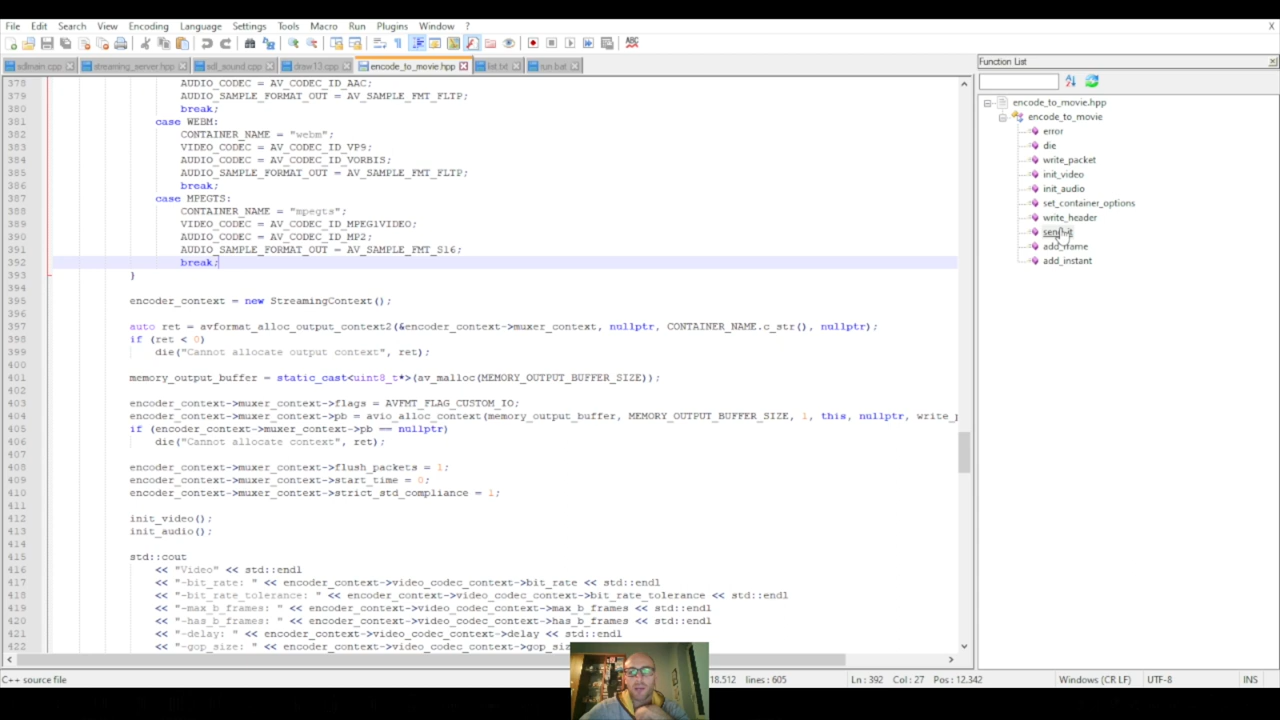 File Edit Search View Encoding Language Settings Tools Macro Run Plugins Window ?
sdlmain.cpp streaming_server.hpp sdl_sound.cpp draw13.cpp encode_to_movie.hpp list.txt run.bat
Function List
378 AUDIO_CODEC = AV_CODEC_ID_AAC;
379 AUDIO_SAMPLE_FORMAT_OUT = AV_SAMPLE_FMT_FLTP;
380 break;
381 case WEBM:
382 CONTAINER_NAME = "webm";
383 VIDEO_CODEC = AV_CODEC_ID_VP9;
384 AUDIO_CODEC = AV_CODEC_ID_VORBIS;
385 AUDIO_SAMPLE_FORMAT_OUT = AV_SAMPLE_FMT_FLTP;
386 break;
387 case MPEGTS:
388 CONTAINER_NAME = "mpegts";
389 VIDEO_CODEC = AV_CODEC_ID_MPEG1VIDEO;
390 AUDIO_CODEC = AV_CODEC_ID_MP2;
391 AUDIO_SAMPLE_FORMAT_OUT = AV_SAMPLE_FMT_S16;
392 break;
393 }
394
395 encoder_context = new StreamingContext();
396
397 auto ret = avformat_alloc_output_context2(&encoder_context->muxer_context, nullptr, CONTAINER_NAME.c_str(), nullptr);
398 if (ret < 0)
399 die("Cannot allocate output context", ret);
400
401 memory_output_buffer = static_cast<uint8_t*>(av_malloc(MEMORY_OUTPUT_BUFFER_SIZE));
402
403 encoder_context->muxer_context->flags = AVFMT_FLAG_CUSTOM_IO;
404 encoder_context->muxer_context->pb = avio_alloc_context(memory_output_buffer, MEMORY_OUTPUT_BUFFER_SIZE, 1, this, nullptr, write_p
405 if (encoder_context->muxer_context->pb == nullptr)
406 die("Cannot allocate context", ret);
407
408 encoder_context->muxer_context->flush_packets = 1;
409 encoder_context->muxer_context->start_time = 0;
410 encoder_context->muxer_context->strict_std_compliance = 1;
411
412 init_video();
413 init_audio();
414
415 std::cout
416 << "Video" << std::endl
417 << "-bit_rate: " << encoder_context->video_codec_context->bit_rate << std::endl
418 << "-bit_rate_tolerance: " << encoder_context->video_codec_context->bit_rate_tolerance << std::endl
419 << "-max_b_frames: " << encoder_context->video_codec_context->max_b_frames << std::endl
420 << "-has_b_frames: " << encoder_context->video_codec_context->has_b_frames << std::endl
421 << "-delay: " << encoder_context->video_codec_context->delay << std::endl
422 << "-gop_size: " << encoder_context->video_codec_context->gop_siz
encode_to_movie.hpp
encode_to_movie
error
die
write_packet
init_video
init_audio
set_container_options
write_header
add_frame
add_instant
C++ source file 18.512 lines : 605 Ln : 392 Col : 27 Pos : 12.342 Windows (CR LF) UTF-8 INS